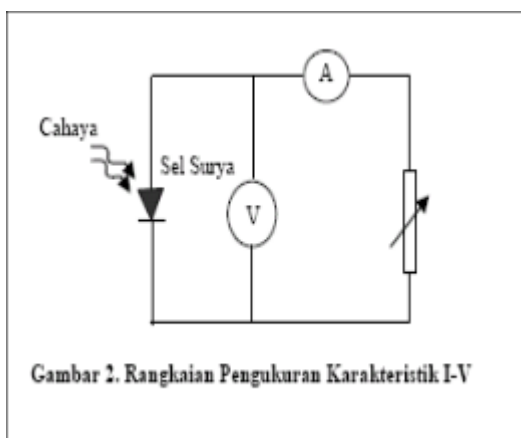 A
Cahaya
Sel Surya
V
Gambar 2. Rangkaian Pengukuran Karakteristik I-V